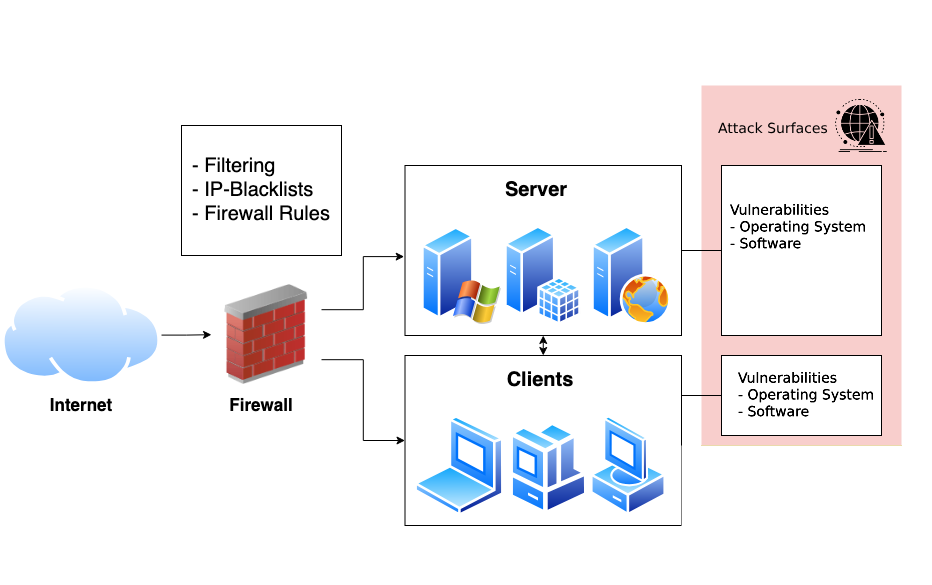 Attack Surfaces
- Filtering
- IP-Blacklists
- Firewall Rules
Server
Vulnerabilities
- Operating System
- Software
Internet
Firewall
Clients
Vulnerabilities
- Operating System
- Software